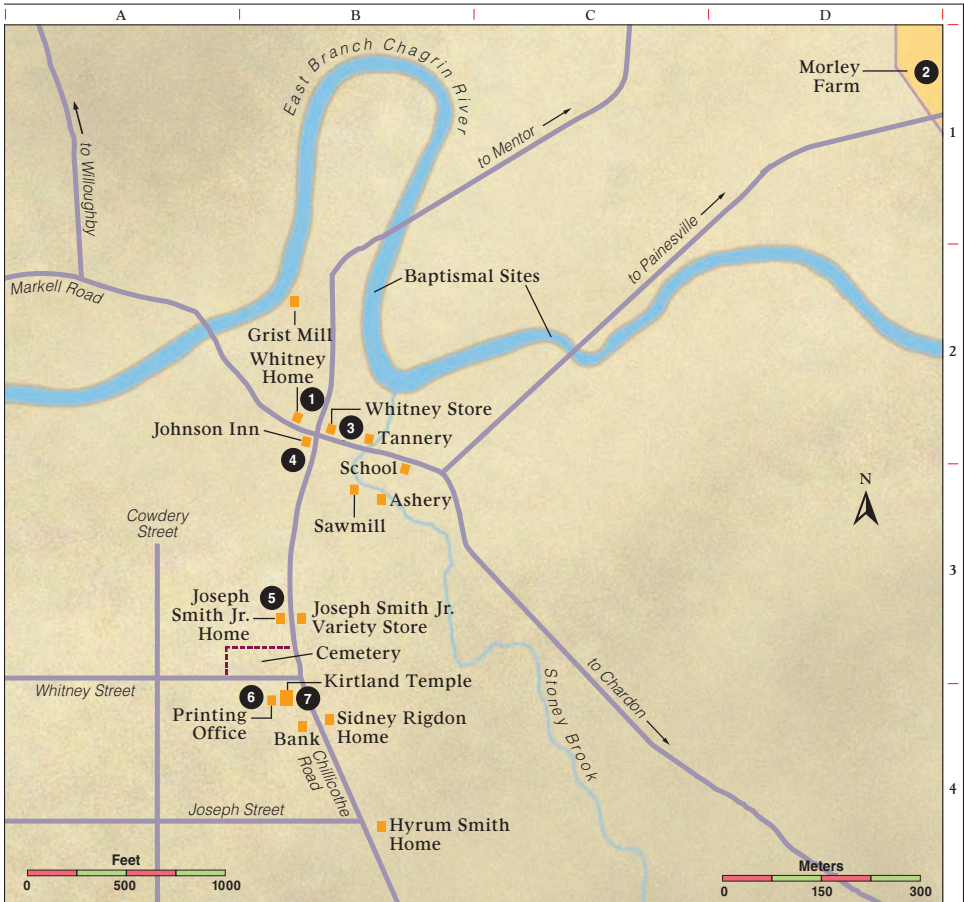 A
B
C
D
East Branch Chagrin River
Morley
Farm
2
1
to Mentor
to Willoughby
to Painesville
Markell Road
Baptismal Sites
Grist Mill
2
Whitney
Home
1
Whitney Store
3
Johnson Inn
Tannery
4
School
Ashery
Sawmill
N
Cowdery
Street
3
Joseph
Smith Jr.
Home
5
Joseph Smith Jr.
Variety Store
Cemetery
to Chardon
Whitney Street
Kirtland Temple
6
7
Printing
Office
Bank
Sidney Rigdon
Home
Stoney Brook
Chillicothe
Road
4
Joseph Street
Hyrum Smith
Home
Feet
0 500 1000
Meters
0 150 300